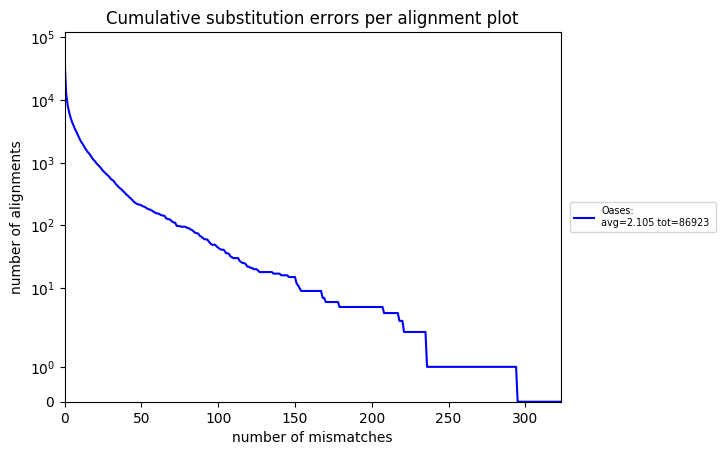 Cumulative substitution errors per alignment plot
number of alignments
10^5
10^4
10^3
10^2
10^1
10^0
0
0 50 100 150 200 250 300
number of mismatches
Oases:
avg=2.105 tot=86923